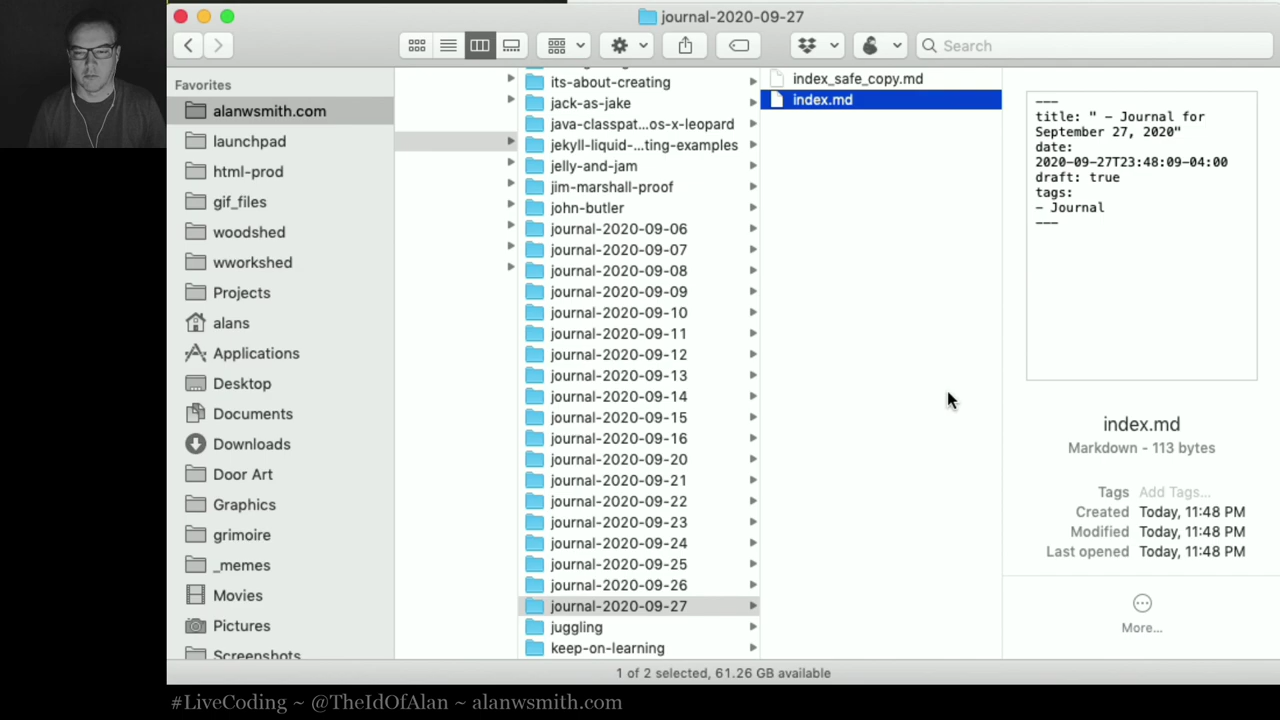 journal-2020-09-27
Search
Favorites
alanwsmith.com
launchpad
html-prod
gif_files
woodshed
wworkshed
Projects
alans
Applications
Desktop
Documents
Downloads
Door Art
Graphics
grimoire
_memes
Movies
Pictures
Screenshots
its-about-creating
jack-as-jake
java-classpat...os-x-leopard
jekyll-liquid-...ting-examples
jelly-and-jam
jim-marshall-proof
john-butler
journal-2020-09-06
journal-2020-09-07
journal-2020-09-08
journal-2020-09-09
journal-2020-09-10
journal-2020-09-11
journal-2020-09-12
journal-2020-09-13
journal-2020-09-14
journal-2020-09-15
journal-2020-09-16
journal-2020-09-20
journal-2020-09-21
journal-2020-09-22
journal-2020-09-23
journal-2020-09-24
journal-2020-09-25
journal-2020-09-26
journal-2020-09-27
juggling
keep-on-learning
index_safe_copy.md
index.md
---
title: " - Journal for
September 27, 2020"
date:
2020-09-27T23:48:09-04:00
draft: true
tags:
- Journal
---
index.md
Markdown - 113 bytes
Tags Add Tags...
Created Today, 11:48 PM
Modified Today, 11:48 PM
Last opened Today, 11:48 PM
More...
1 of 2 selected, 61.26 GB available
#LiveCoding ~ @TheIdOfAlan ~ alanwsmith.com